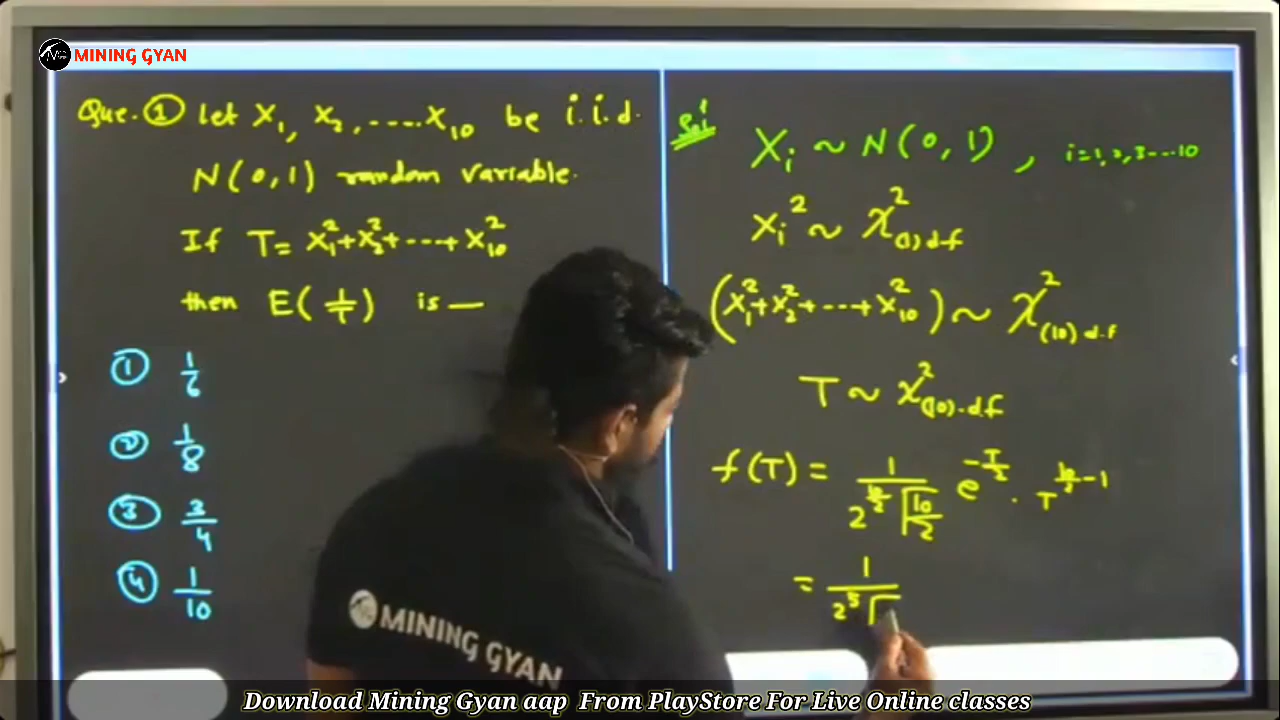 MINING GYAN
Que. ① Let X₁, X₂, ..... X₁₀ be i.i.d.
N(0,1) random variable.
If T= X₁²+X₂²+----+X₁₀²
then E(1/T) is —
① 1/6
② 1/8
③ 3/4
④ 1/10
Sol:
Xᵢ ~ N(0,1), i=1,2,3---10
Xᵢ² ~ χ²₍₁₎ d.f
(X₁²+X₂²+---+X₁₀²) ~ χ²₍₁₀₎ d.f
T ~ χ²₍₁₀₎.d.f
f(T) = 1/(2^(10/2) Γ(10/2)) e^(-T/2) . T^(10/2 -1)
= 1/(2⁵ Γ
MINING GYAN
Download Mining Gyan aap From PlayStore For Live Online classes